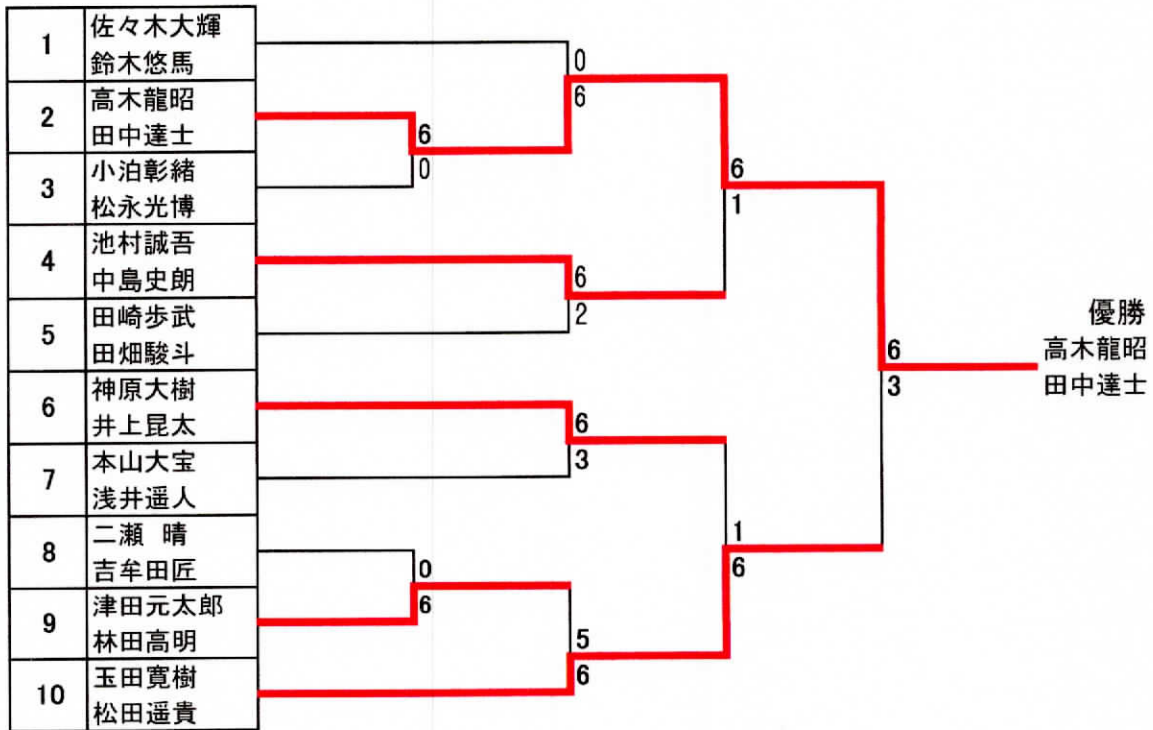 1
佐々木大輝
鈴木悠馬
2
高木龍昭
田中達士
3
小泊彰緒
松永光博
4
池村誠吾
中島史朗
5
田崎歩武
田畑駿斗
6
神原大樹
井上昆太
7
本山大宝
浅井遥人
8
二瀬 晴
吉牟田匠
9
津田元太郎
林田高明
10
玉田寛樹
松田遥貴
6
0
0
6
0
6
6
2
6
3
5
6
6
1
1
6
6
3
優勝
高木龍昭
田中達士